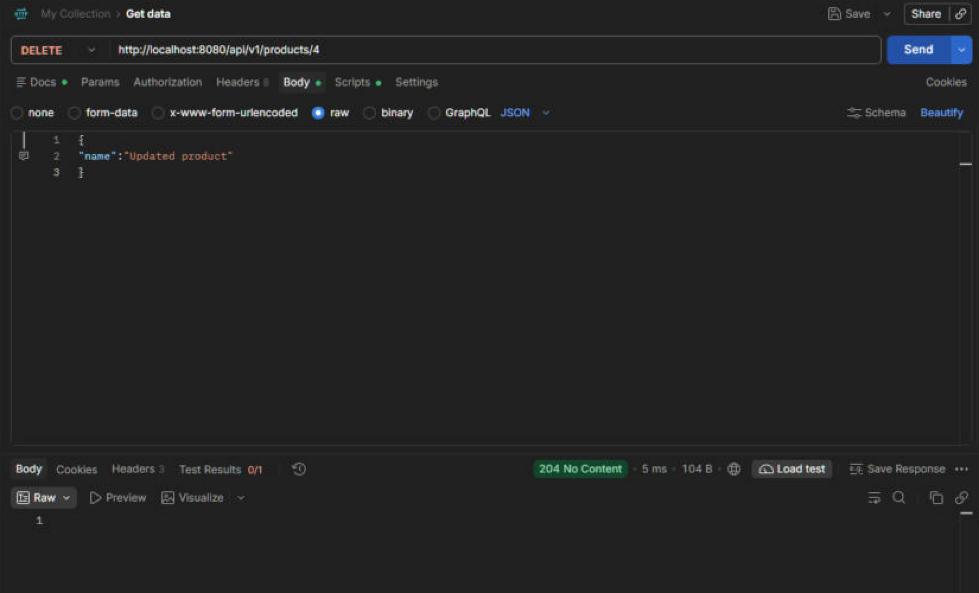 HTTP My Collection > Get data Save Share
DELETE http://localhost:8080/api/v1/products/4 Send
Docs Params Authorization Headers 8 Body Scripts Settings Cookies
none form-data x-www-form-urlencoded raw binary GraphQL JSON Schema Beautify
1 {
2 "name":"Updated product"
3 }
Body Cookies Headers 3 Test Results 0/1 204 No Content • 5 ms • 104 B • Load test Save Response •••
Raw Preview Visualize
1